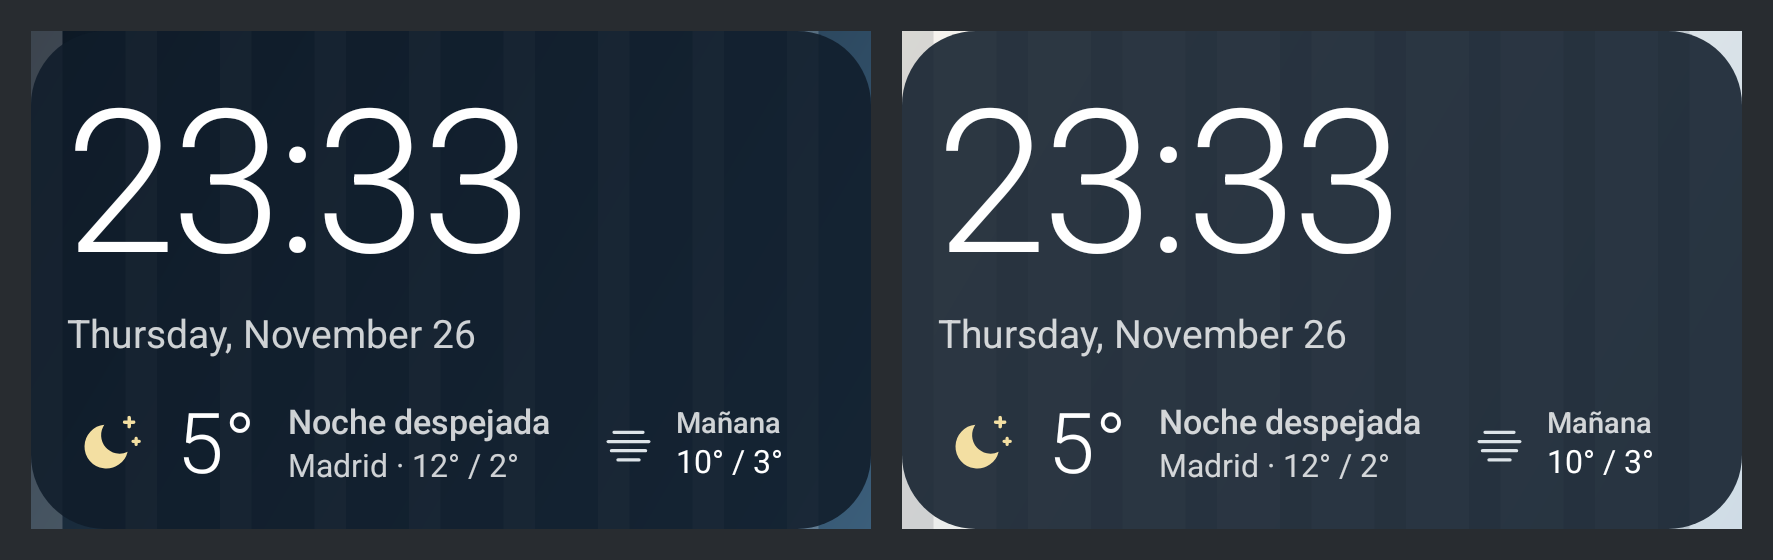 23:33
Thursday, November 26
5°
Noche despejada
Madrid · 12° / 2°
Mañana
10° / 3°
23:33
Thursday, November 26
5°
Noche despejada
Madrid · 12° / 2°
Mañana
10° / 3°